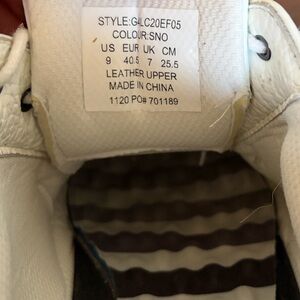 STYLE:G-LC20EF05
COLOUR:SNO
US EUR UK CM
9 40.5 7 25.5
LEATHER UPPER
MADE IN CHINA
1120 PO# 701189